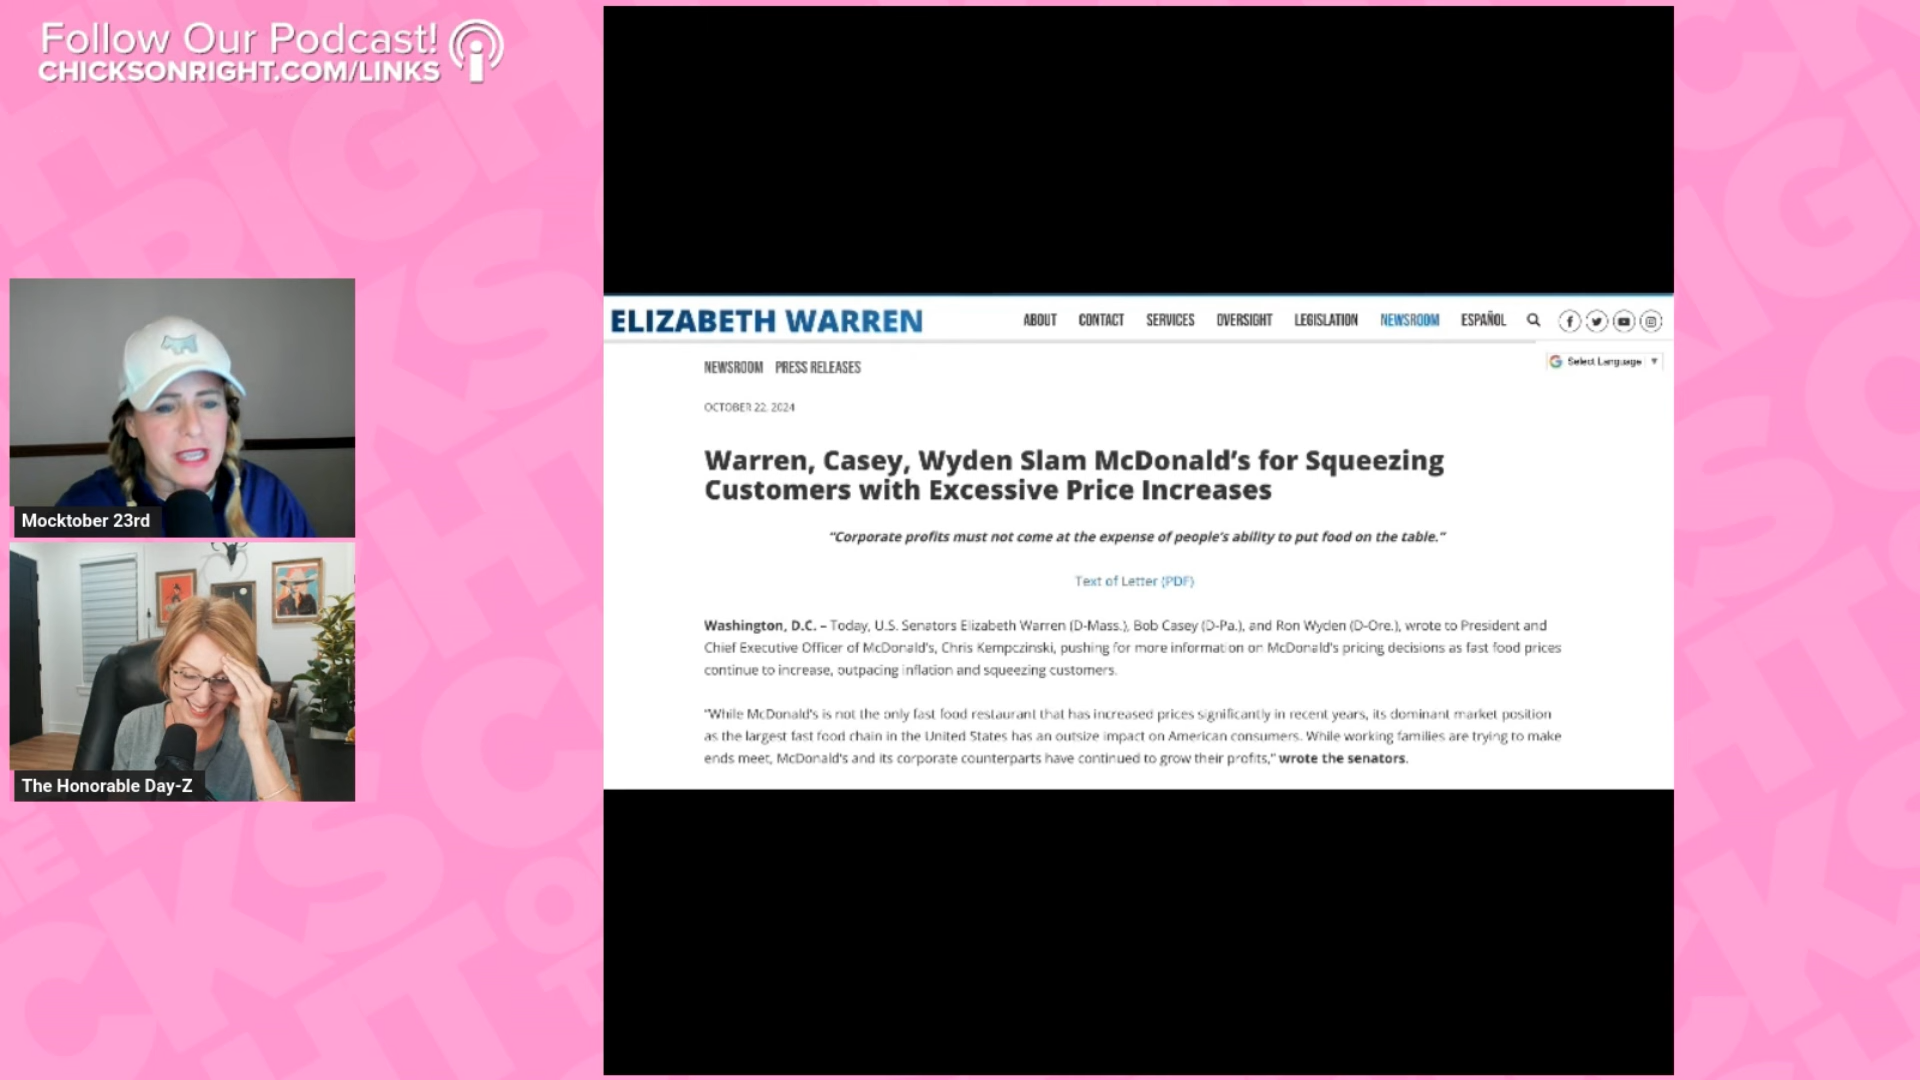 Follow Our Podcast!
CHICKSONRIGHT.COM/LINKS
Mocktober 23rd
The Honorable Day-Z
ELIZABETH WARREN
ABOUT CONTACT SERVICES OVERSIGHT LEGISLATION NEWSROOM ESPAÑOL
Select Language
NEWSROOM PRESS RELEASES
OCTOBER 22, 2024
Warren, Casey, Wyden Slam McDonald's for Squeezing
Customers with Excessive Price Increases
"Corporate profits must not come at the expense of people's ability to put food on the table."
Text of Letter (PDF)
Washington, D.C. – Today, U.S. Senators Elizabeth Warren (D-Mass.), Bob Casey (D-Pa.), and Ron Wyden (D-Ore.), wrote to President and
Chief Executive Officer of McDonald's, Chris Kempczinski, pushing for more information on McDonald's pricing decisions as fast food prices
continue to increase, outpacing inflation and squeezing customers.
"While McDonald's is not the only fast food restaurant that has increased prices significantly in recent years, its dominant market position
as the largest fast food chain in the United States has an outsize impact on American consumers. While working families are trying to make
ends meet, McDonald's and its corporate counterparts have continued to grow their profits," wrote the senators.